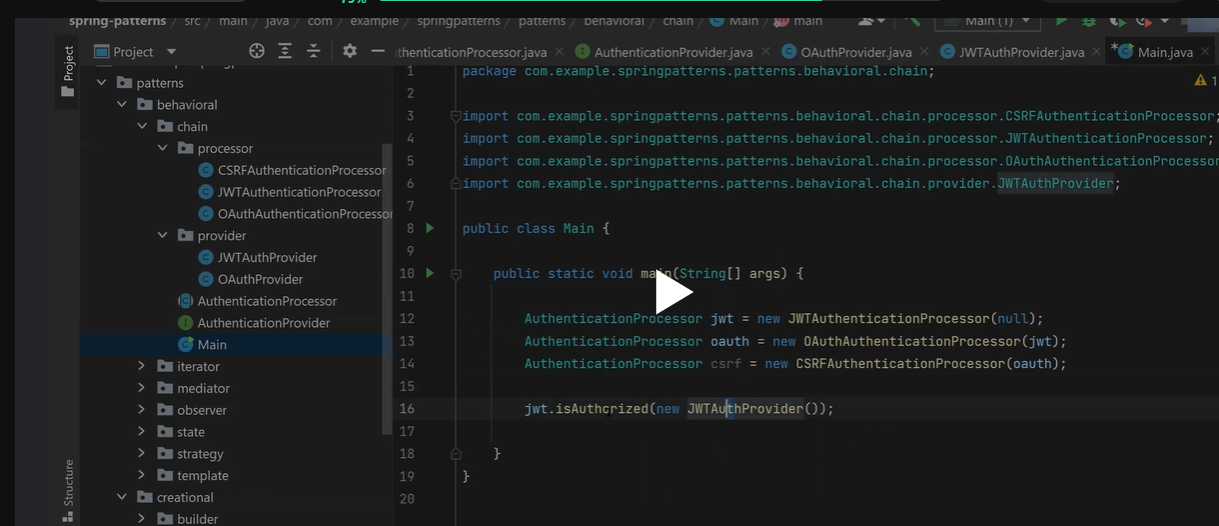 79%
spring-patterns src main java com example springpatterns patterns behavioral chain Main main Main (1)
Project
Project
thenticationProcessor.java AuthenticationProvider.java OAuthProvider.java JWTAuthProvider.java *Main.java
patterns
behavioral
chain
processor
CSRFAuthenticationProcessor
JWTAuthenticationProcessor
OAuthAuthenticationProcessor
provider
JWTAuthProvider
OAuthProvider
AuthenticationProcessor
AuthenticationProvider
Main
iterator
mediator
observer
state
strategy
template
creational
builder
Structure
1 package com.example.springpatterns.patterns.behavioral.chain;
2
3 import com.example.springpatterns.patterns.behavioral.chain.processor.CSRFAuthenticationProcessor;
4 import com.example.springpatterns.patterns.behavioral.chain.processor.JWTAuthenticationProcessor;
5 import com.example.springpatterns.patterns.behavioral.chain.processor.OAuthAuthenticationProcessor
6 import com.example.springpatterns.patterns.behavioral.chain.provider.JWTAuthProvider;
7
8 public class Main {
9
10 public static void main(String[] args) {
11
12 AuthenticationProcessor jwt = new JWTAuthenticationProcessor(null);
13 AuthenticationProcessor oauth = new OAuthAuthenticationProcessor(jwt);
14 AuthenticationProcessor csrf = new CSRFAuthenticationProcessor(oauth);
15
16 jwt.isAuthorized(new JWTAuthProvider());
17
18 }
19 }
20
1